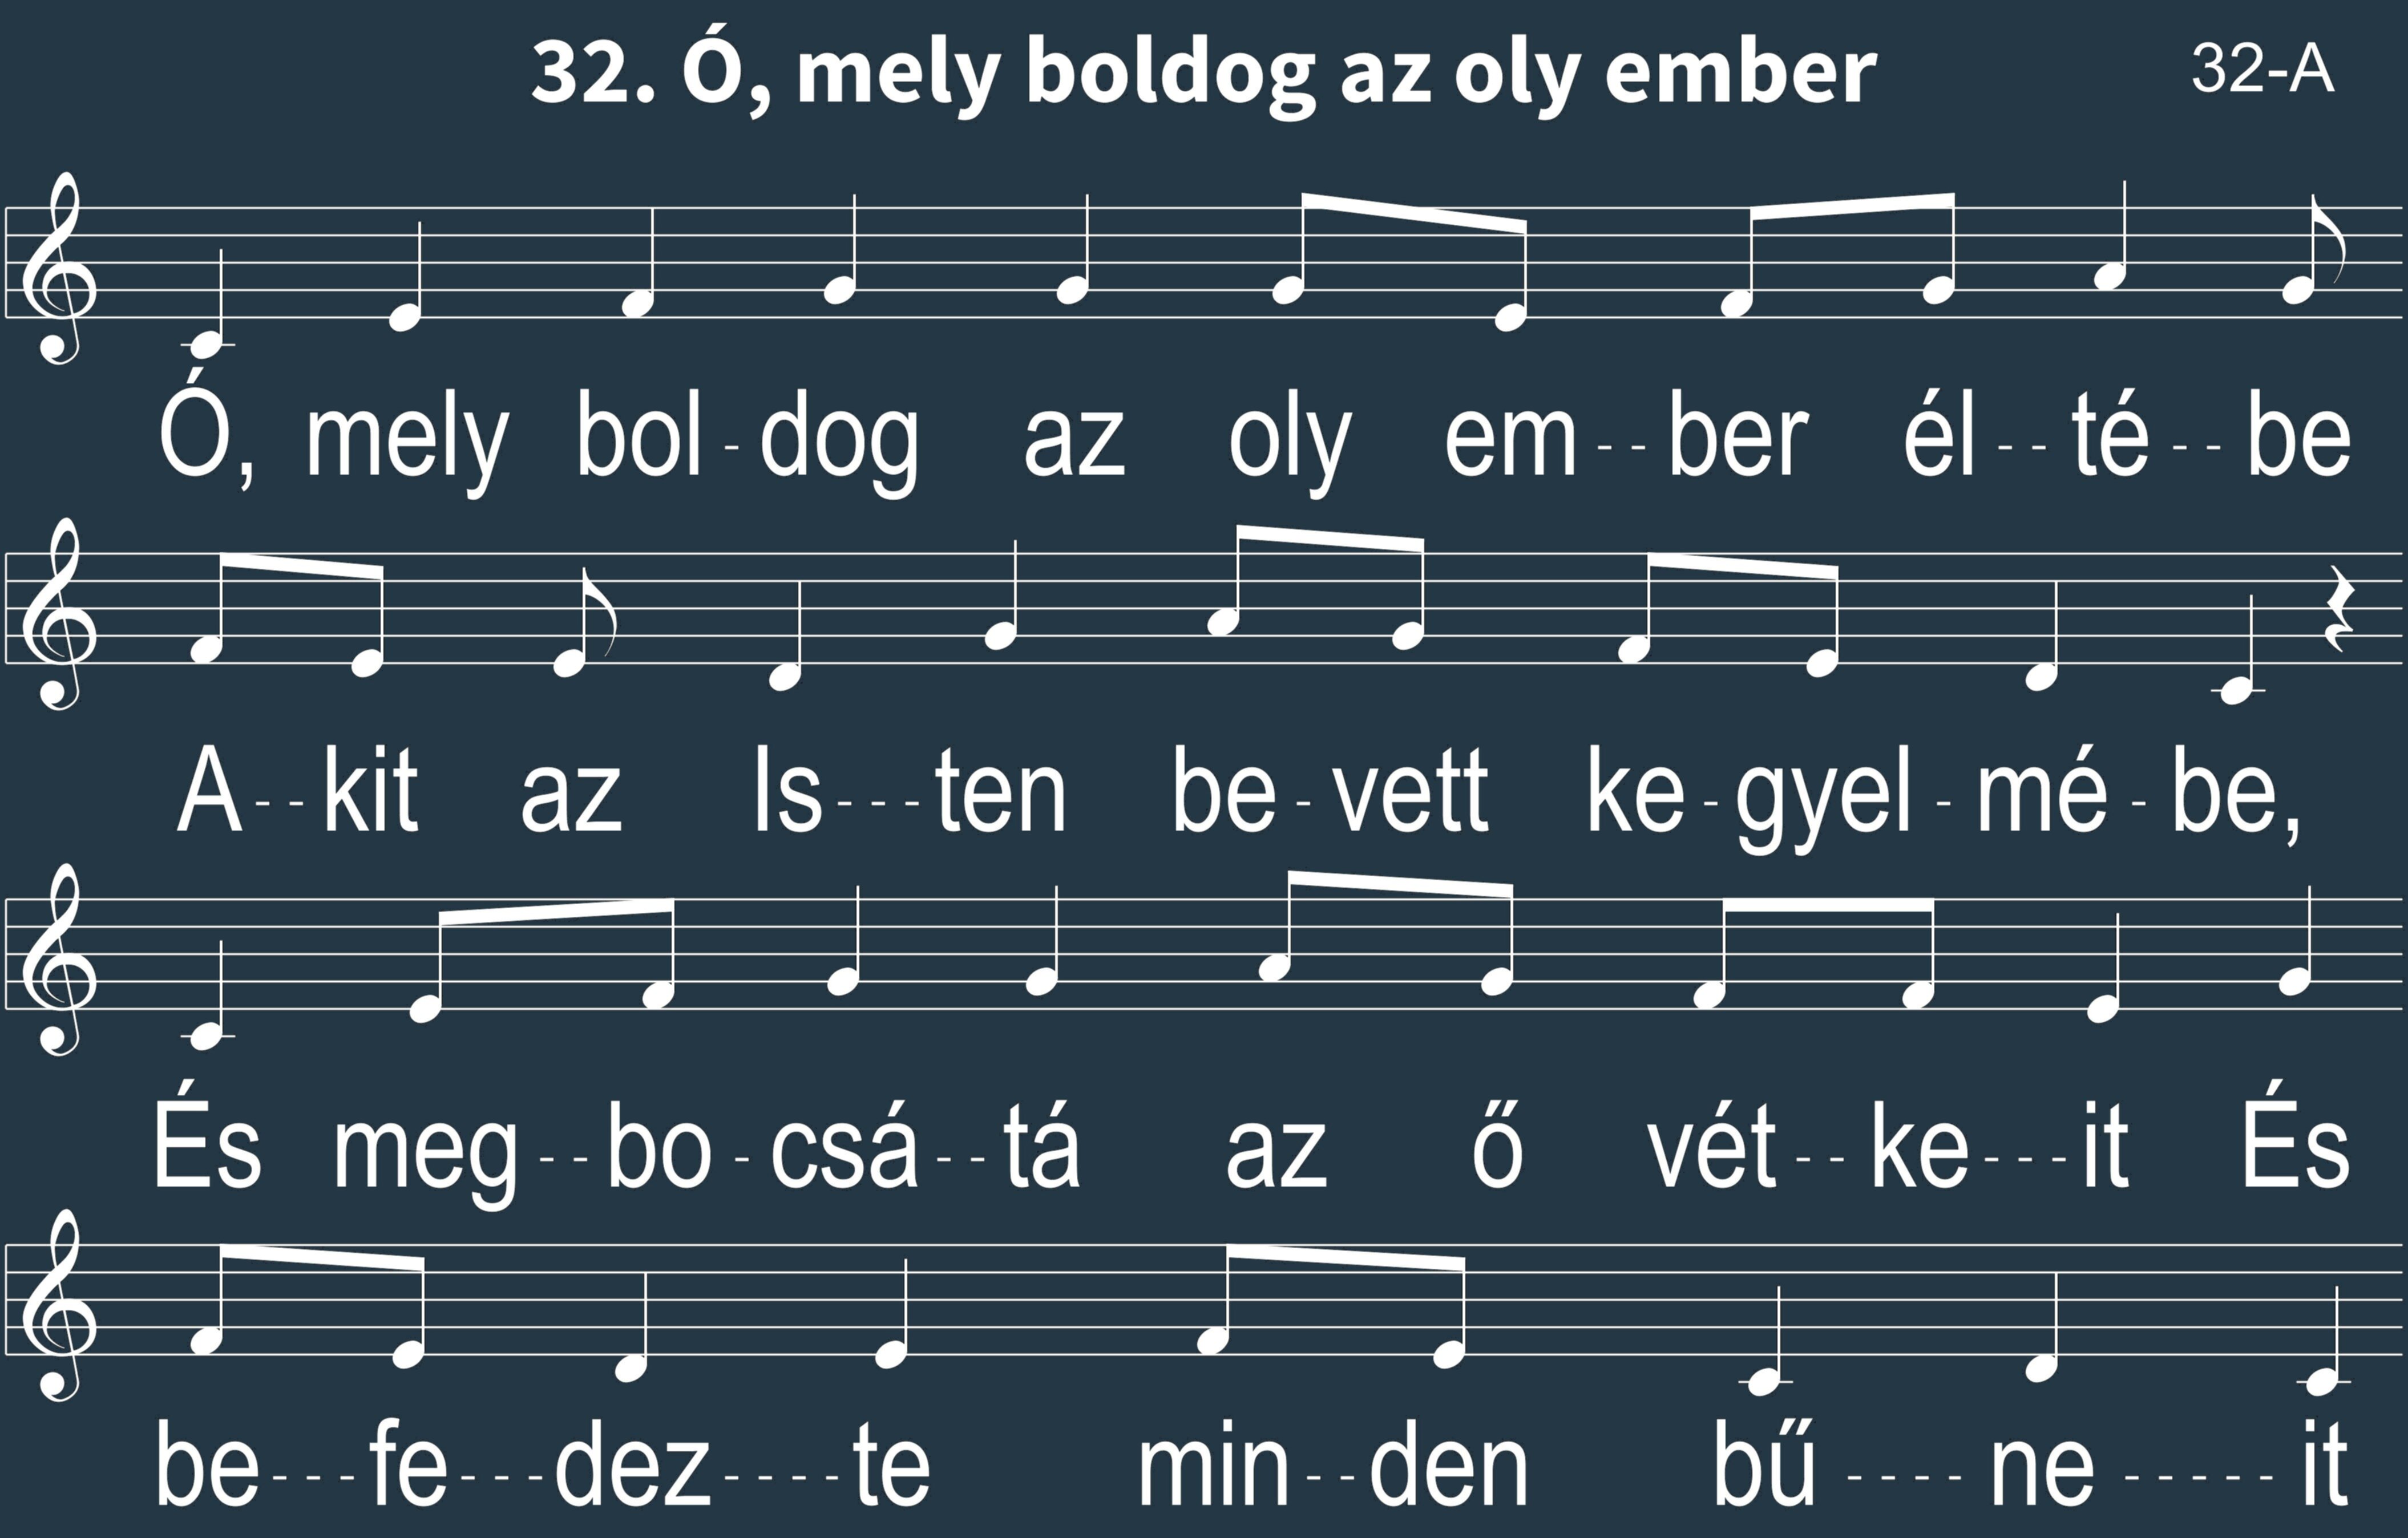 32. Ó, mely boldog az oly ember 32-A
Ó, mely bol-dog az oly em--ber él--té--be
A--kit az Is---ten be-vett ke-gyel-mé-be,
És meg--bo-csá--tá az ő vét--ke---it És
be---fe---dez----te min--den bű----ne-----it